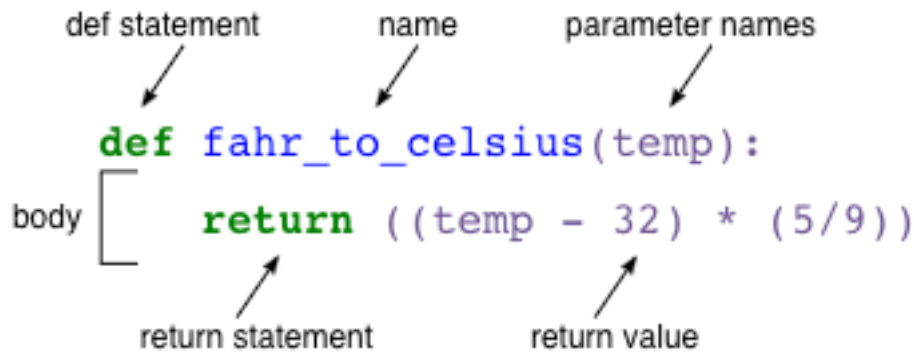 def statement name parameter names
def fahr_to_celsius(temp):
body
return ((temp - 32) * (5/9))
return statement return value